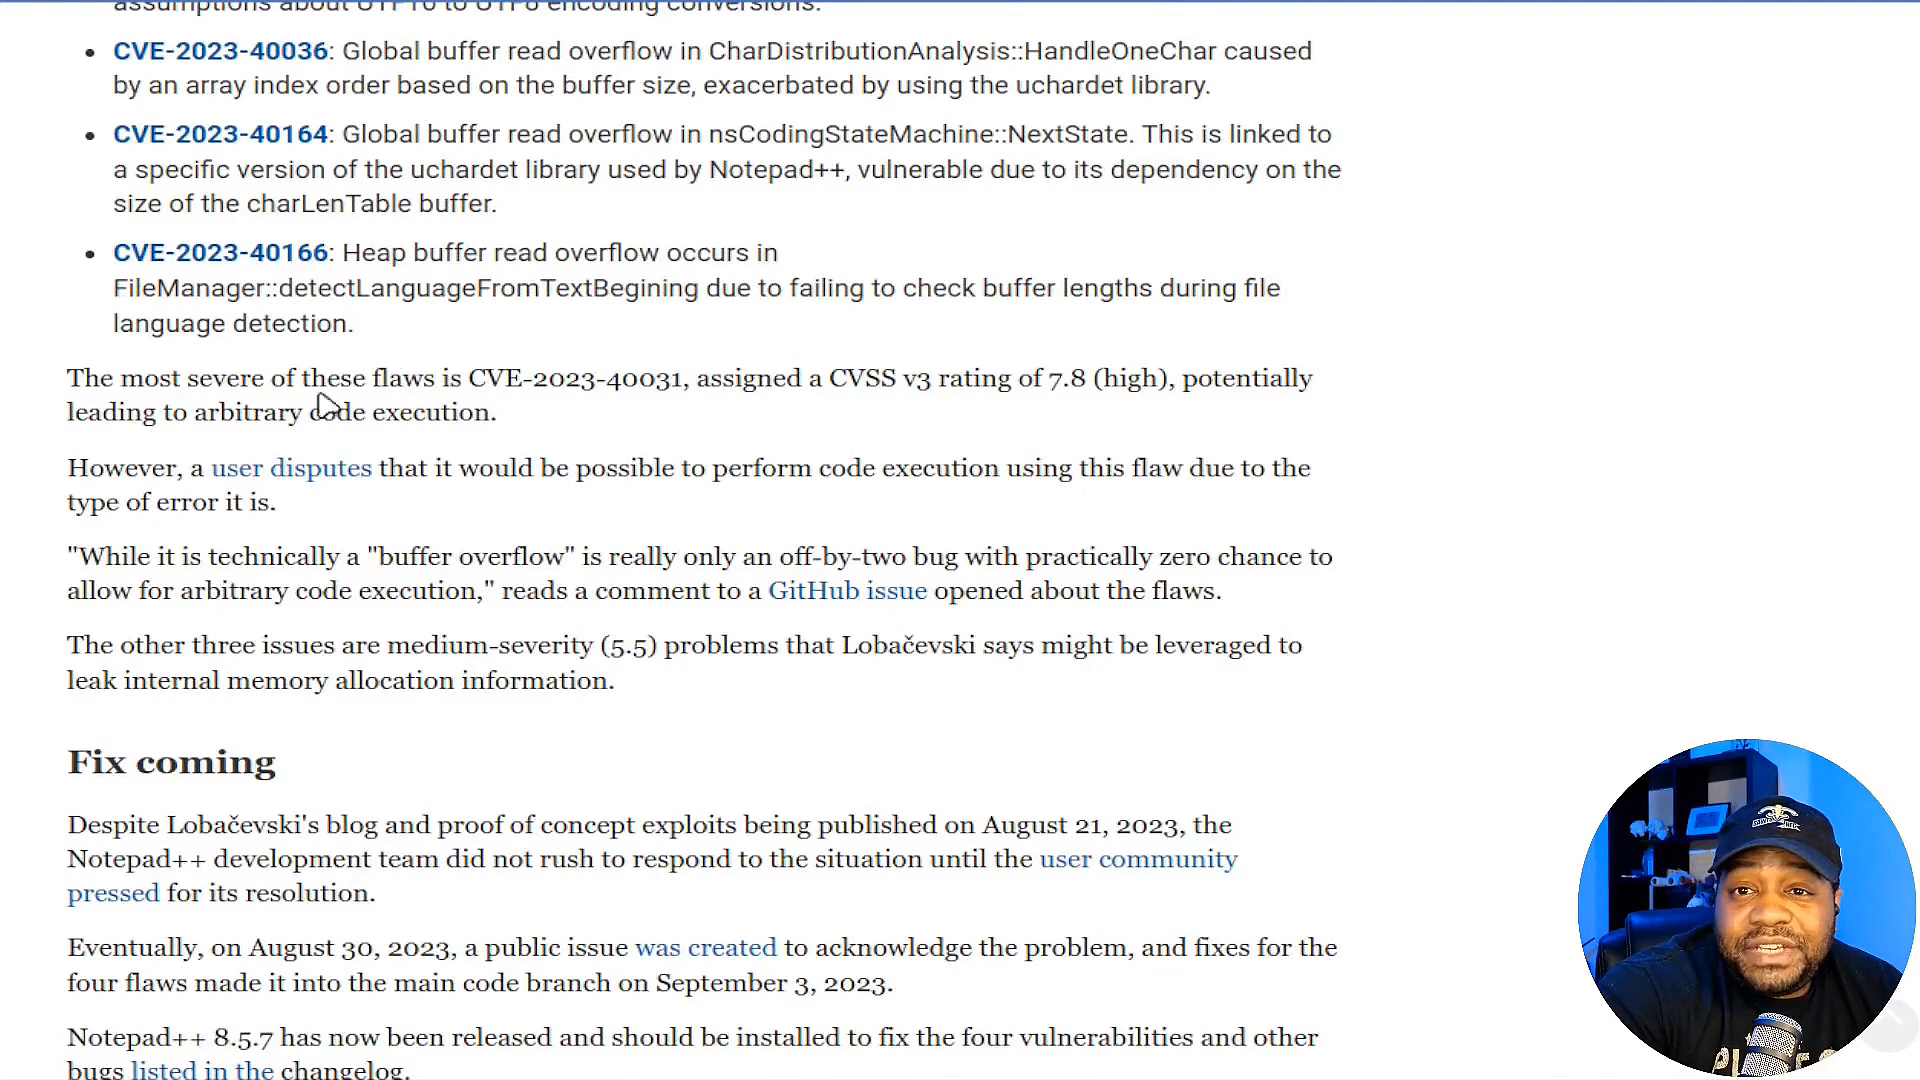 assumptions about UTF16 to UTF8 encoding conversions.
• CVE-2023-40036: Global buffer read overflow in CharDistributionAnalysis::HandleOneChar caused
by an array index order based on the buffer size, exacerbated by using the uchardet library.
• CVE-2023-40164: Global buffer read overflow in nsCodingStateMachine::NextState. This is linked to
a specific version of the uchardet library used by Notepad++, vulnerable due to its dependency on the
size of the charLenTable buffer.
• CVE-2023-40166: Heap buffer read overflow occurs in
FileManager::detectLanguageFromTextBegining due to failing to check buffer lengths during file
language detection.
The most severe of these flaws is CVE-2023-40031, assigned a CVSS v3 rating of 7.8 (high), potentially
leading to arbitrary code execution.
However, a user disputes that it would be possible to perform code execution using this flaw due to the
type of error it is.
"While it is technically a "buffer overflow" is really only an off-by-two bug with practically zero chance to
allow for arbitrary code execution," reads a comment to a GitHub issue opened about the flaws.
The other three issues are medium-severity (5.5) problems that Lobačevski says might be leveraged to
leak internal memory allocation information.
Fix coming
Despite Lobačevski's blog and proof of concept exploits being published on August 21, 2023, the
Notepad++ development team did not rush to respond to the situation until the user community
pressed for its resolution.
Eventually, on August 30, 2023, a public issue was created to acknowledge the problem, and fixes for the
four flaws made it into the main code branch on September 3, 2023.
Notepad++ 8.5.7 has now been released and should be installed to fix the four vulnerabilities and other
bugs listed in the changelog.